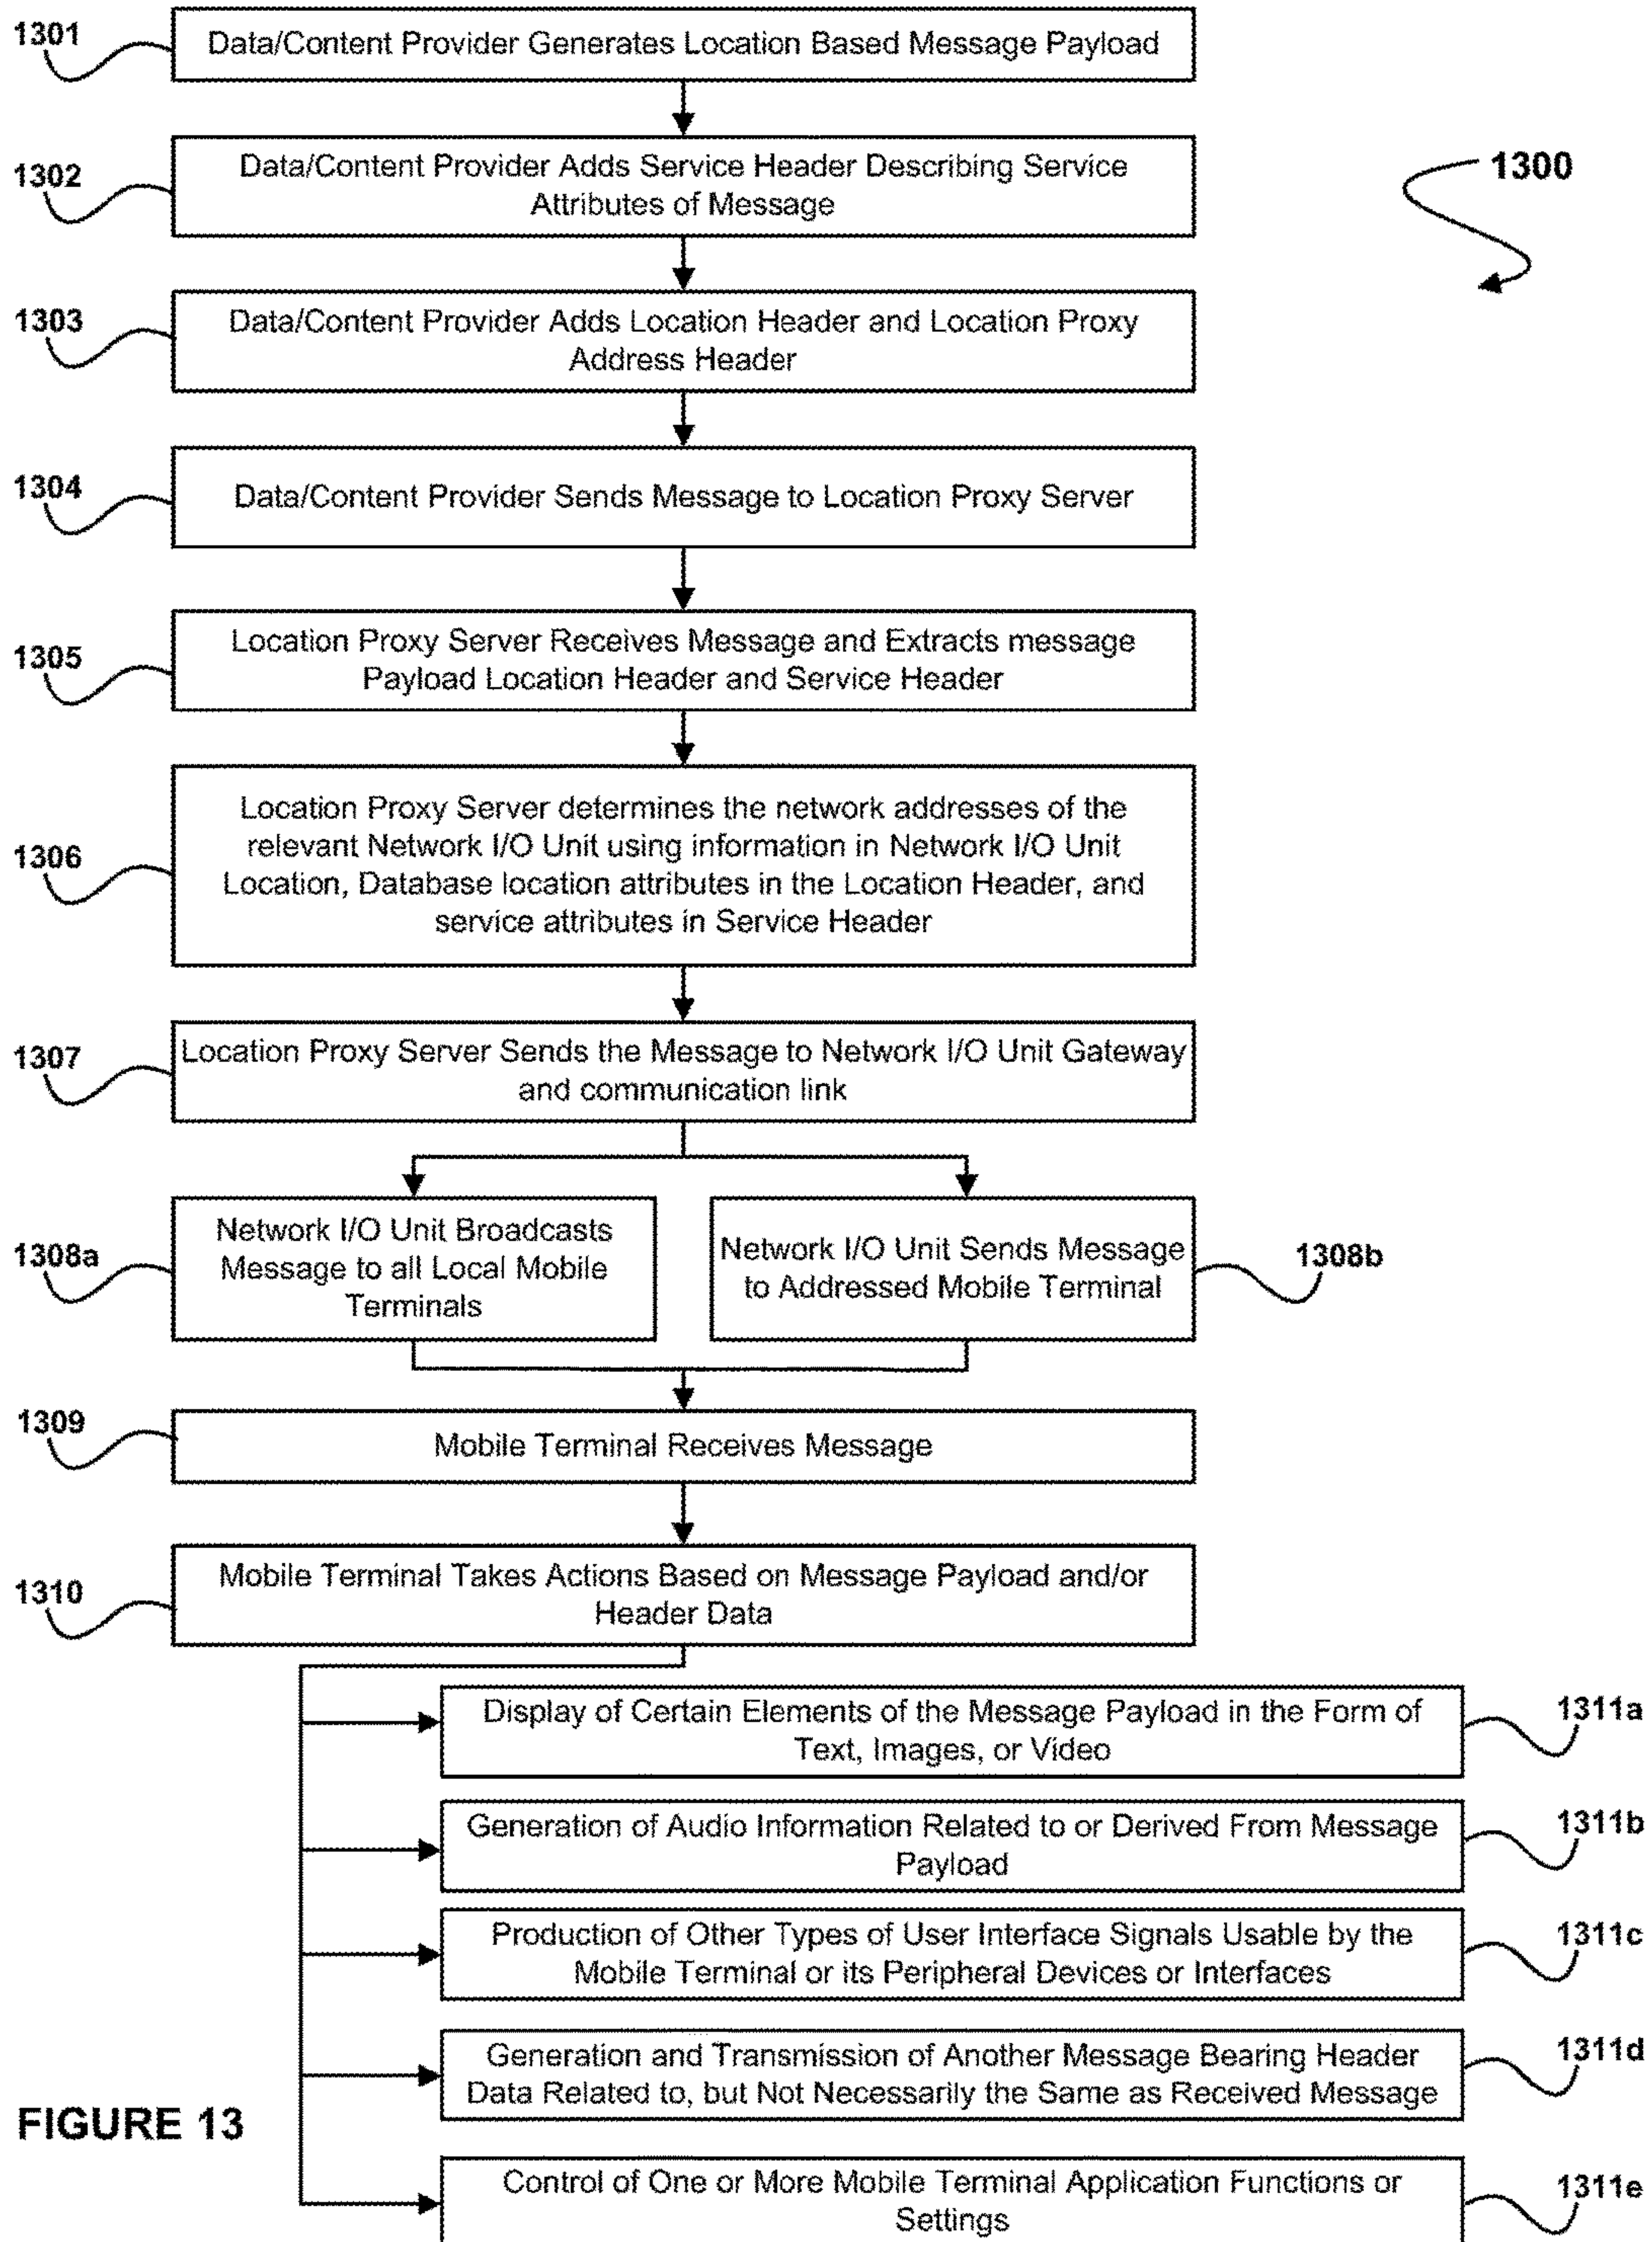 1301
Data/Content Provider Generates Location Based Message Payload
1302
Data/Content Provider Adds Service Header Describing Service
Attributes of Message
1300
1303
Data/Content Provider Adds Location Header and Location Proxy
Address Header
1304
Data/Content Provider Sends Message to Location Proxy Server
1305
Location Proxy Server Receives Message and Extracts message
Payload Location Header and Service Header
1306
Location Proxy Server determines the network addresses of the
relevant Network I/O Unit using information in Network I/O Unit
Location, Database location attributes in the Location Header, and
service attributes in Service Header
1307
Location Proxy Server Sends the Message to Network I/O Unit Gateway
and communication link
1308a
Network I/O Unit Broadcasts
Message to all Local Mobile
Terminals
Network I/O Unit Sends Message
to Addressed Mobile Terminal
1308b
1309
Mobile Terminal Receives Message
1310
Mobile Terminal Takes Actions Based on Message Payload and/or
Header Data
Display of Certain Elements of the Message Payload in the Form of
Text, Images, or Video
1311a
Generation of Audio Information Related to or Derived From Message
Payload
1311b
Production of Other Types of User Interface Signals Usable by the
Mobile Terminal or its Peripheral Devices or Interfaces
1311c
Generation and Transmission of Another Message Bearing Header
Data Related to, but Not Necessarily the Same as Received Message
1311d
FIGURE 13
Control of One or More Mobile Terminal Application Functions or
Settings
1311e